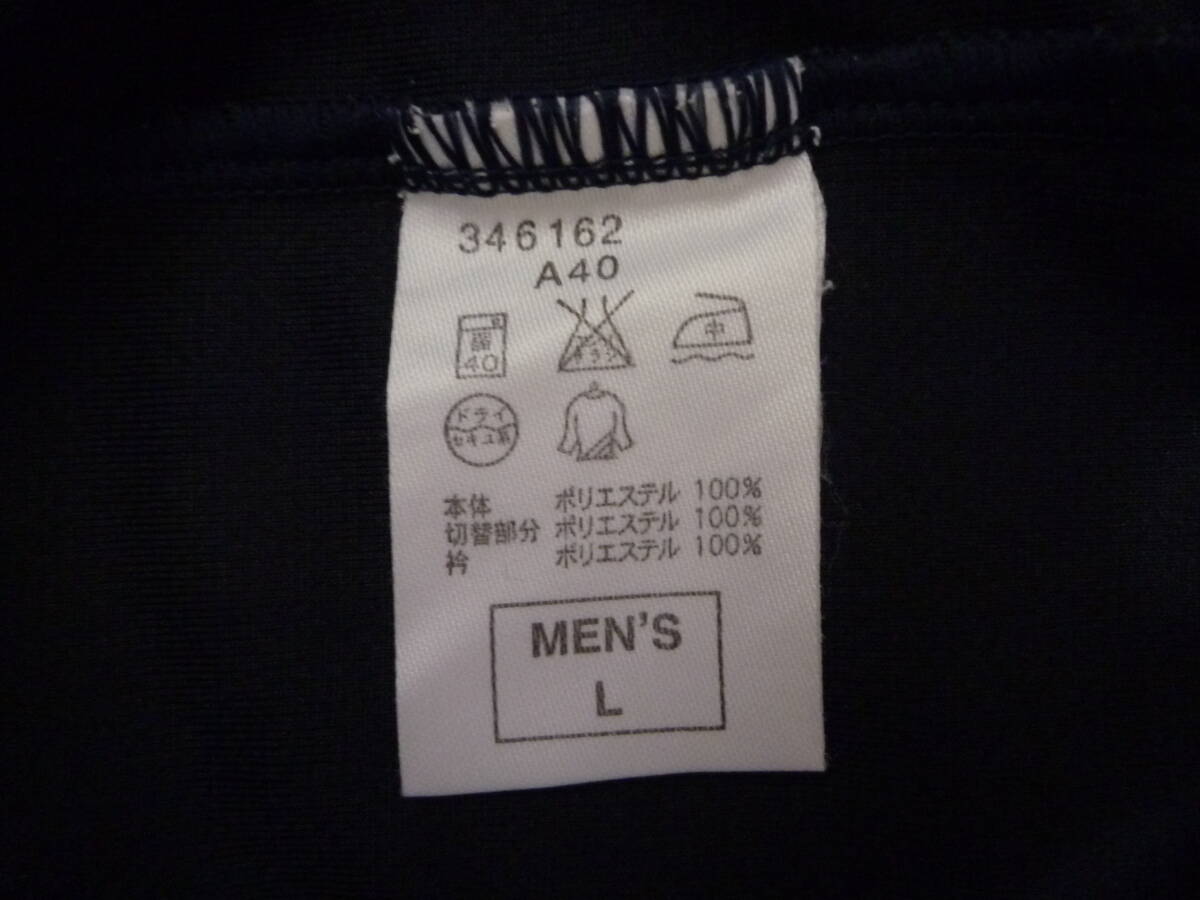 346162
A40
40
中
ドライ
セキユ系
本体 ポリエステル 100%
切替部分 ポリエステル 100%
衿 ポリエステル 100%
MEN'S
L